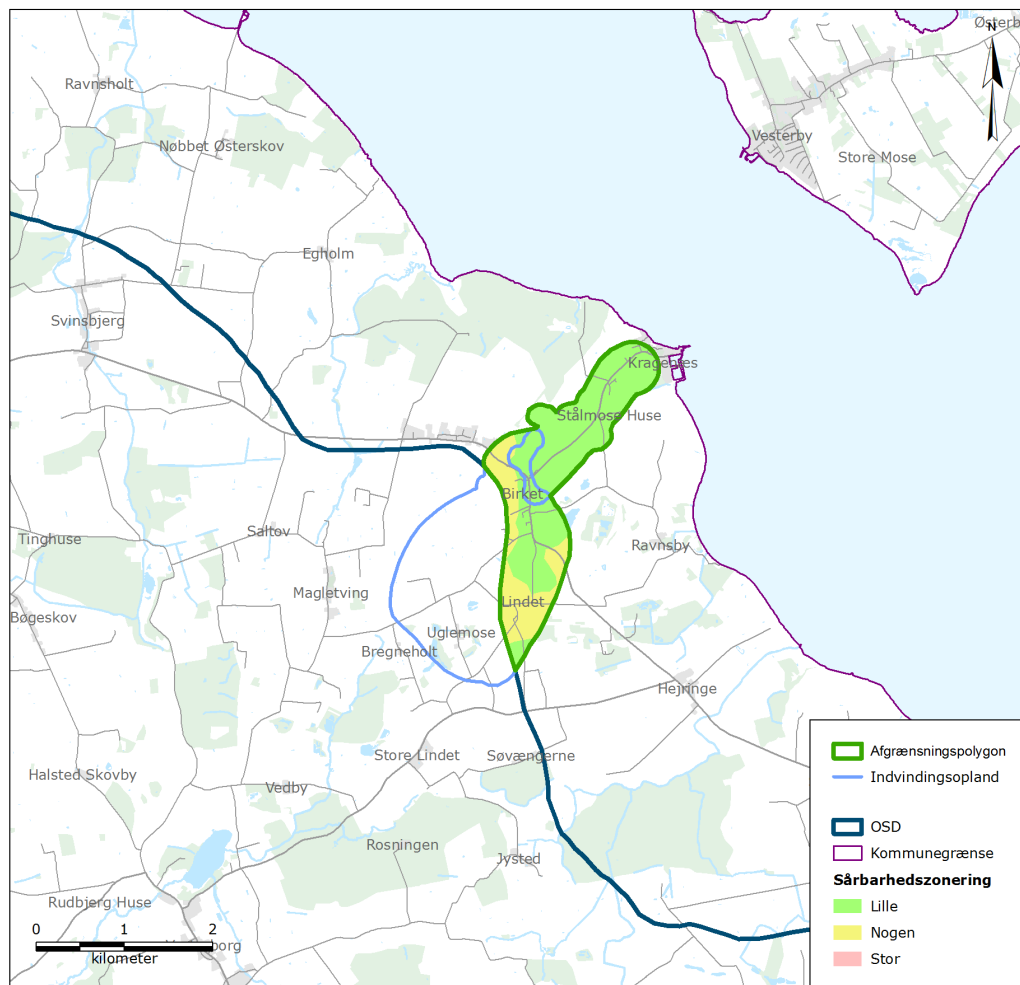 Østerb
N
Ravnsholt
Vesterby
Nøbbet Østerskov
Store Mose
Egholm
Svinsbjerg
Kragenæs
Stålmose Huse
Birket
Saltov
Tinghuse
Ravnsby
Magletving
Lindet
Bøgeskov
Uglemose
Bregneholt
Hejringe
Store Lindet
Søvængerne
Halsted Skovby
Vedby
Rosningen
Jysted
Rudbjerg Huse
borg
0 1 2
kilometer
Afgrænsningspolygon
Indvindingsopland
OSD
Kommunegrænse
Sårbarhedszonering
Lille
Nogen
Stor